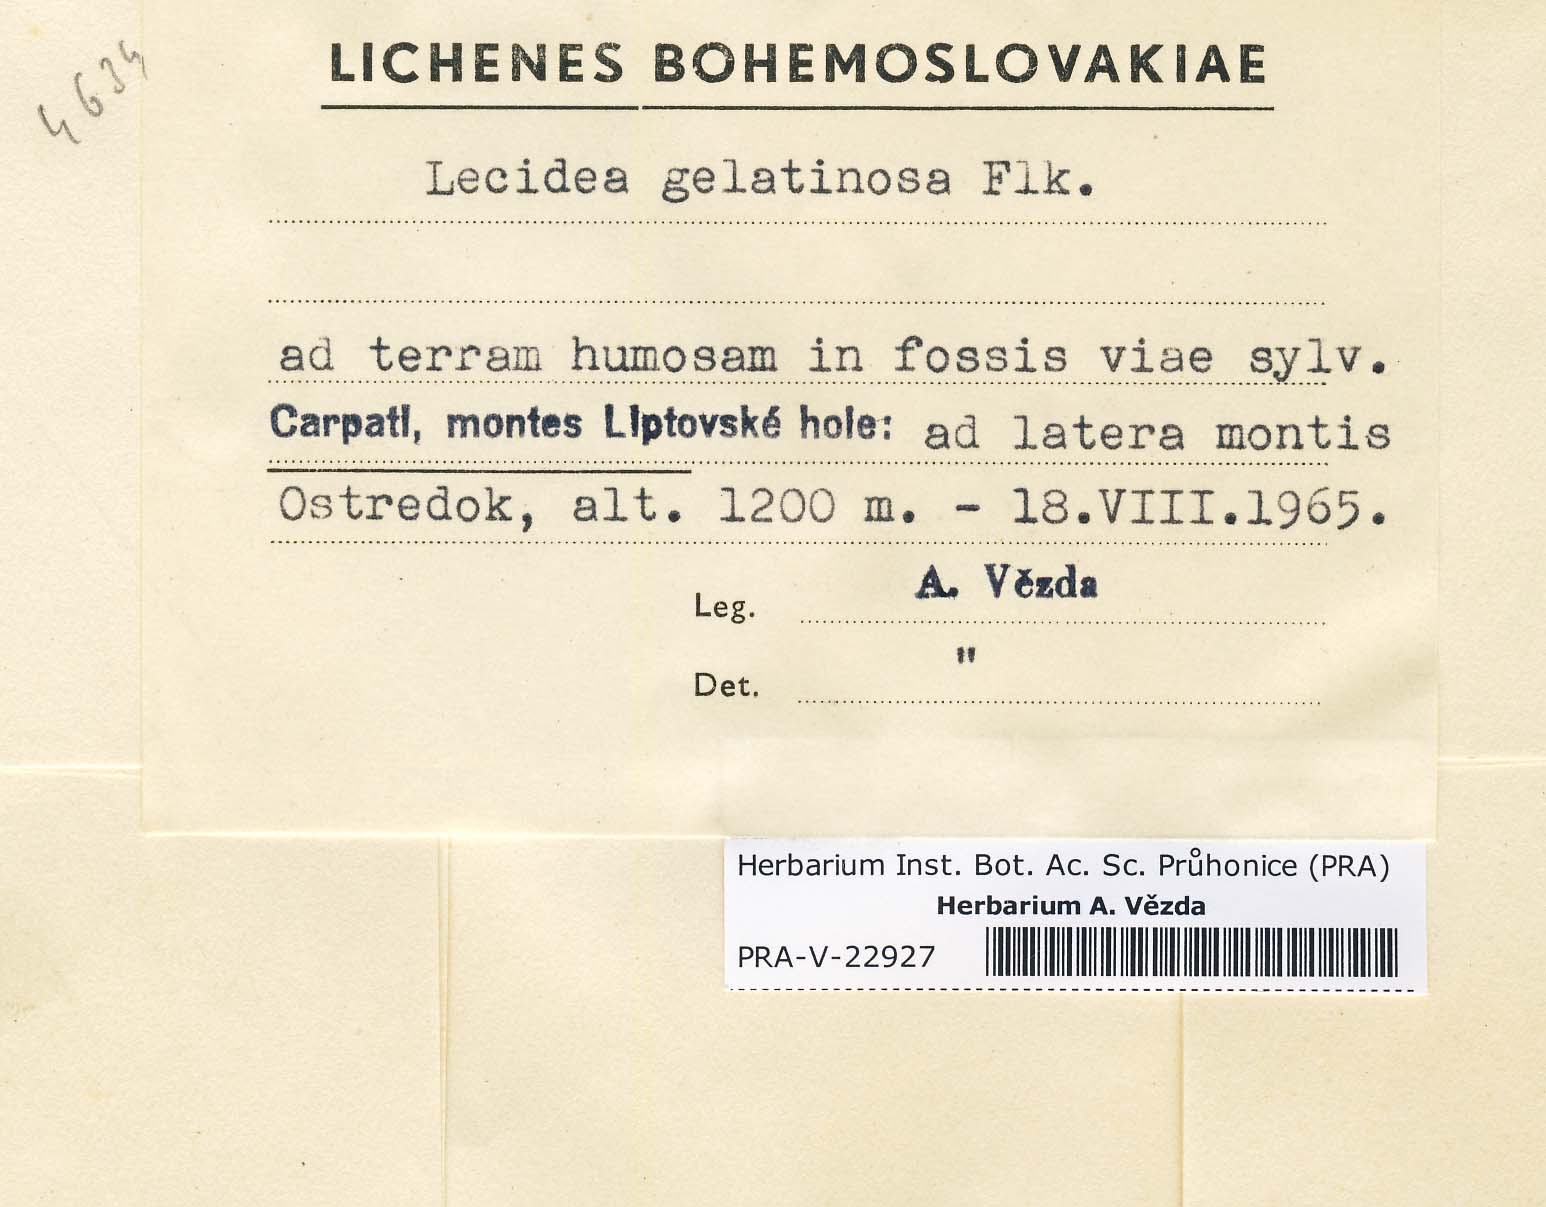 4634
LICHENES BOHEMOSLOVAKIAE
Lecidea gelatinosa Flk.
ad terram humosam in fossis viae sylv.
Carpati, montes Liptovské hole: ad latera montis
Ostredok, alt. 1200 m. - 18.VIII.1965.
Leg. A. Vězda
Det. "
Herbarium Inst. Bot. Ac. Sc. Průhonice (PRA)
Herbarium A. Vězda
PRA-V-22927